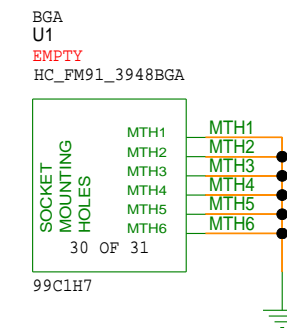 BGA
U1
EMPTY
HC_FM91_3948BGA
SOCKET
MOUNTING
HOLES
MTH1 MTH1
MTH2 MTH2
MTH3 MTH3
MTH4 MTH4
MTH5 MTH5
MTH6 MTH6
30 OF 31
99C1H7